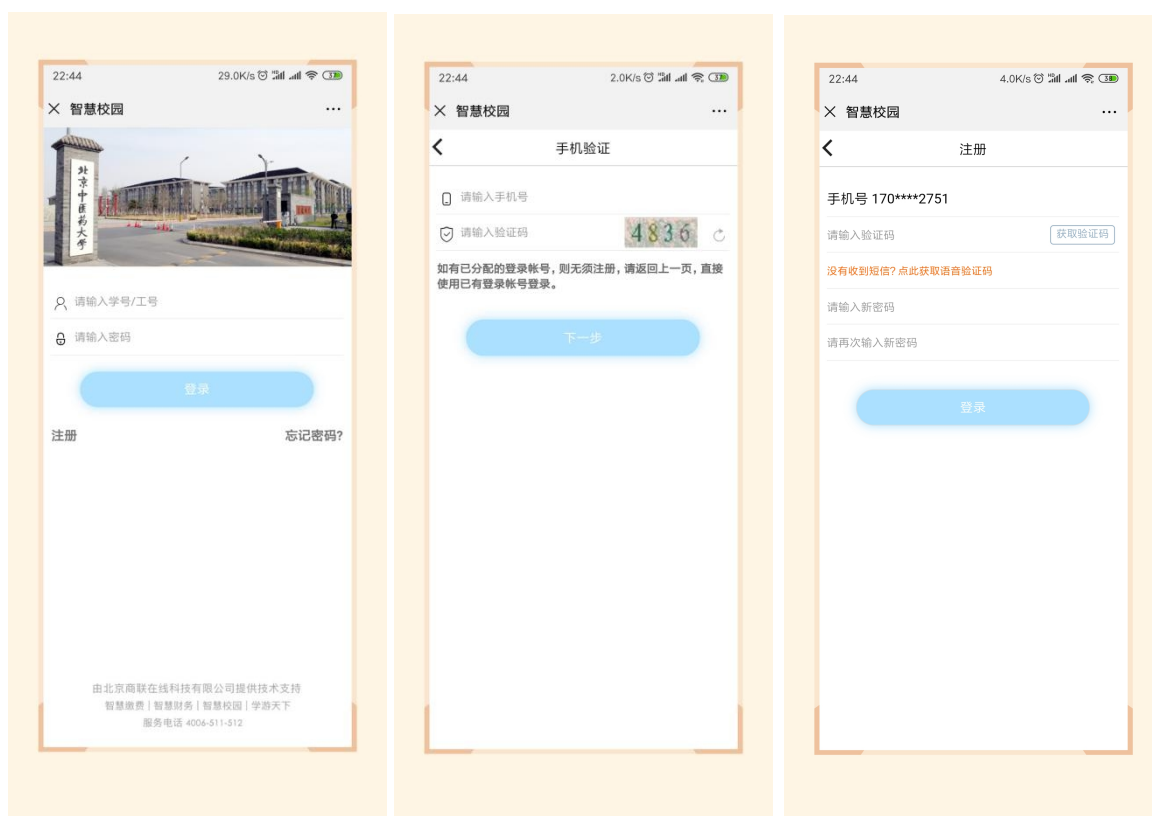 22:44
29.0K/s
37
智慧校园
北京中医药大学
请输入学号/工号
请输入密码
登录
注册
忘记密码?
由北京商联在线科技有限公司提供技术支持
智慧缴费 | 智慧财务 | 智慧校园 | 学游天下
服务电话 4006-511-512
22:44
2.0K/s
智慧校园
手机验证
请输入手机号
请输入验证码
4836
如有已分配的登录帐号，则无须注册，请返回上一页，直接
使用已有登录帐号登录。
下一步
22:44
4.0K/s
智慧校园
注册
手机号 170****2751
请输入验证码
获取验证码
没有收到短信? 点此获取语音验证码
请输入新密码
请再次输入新密码
登录